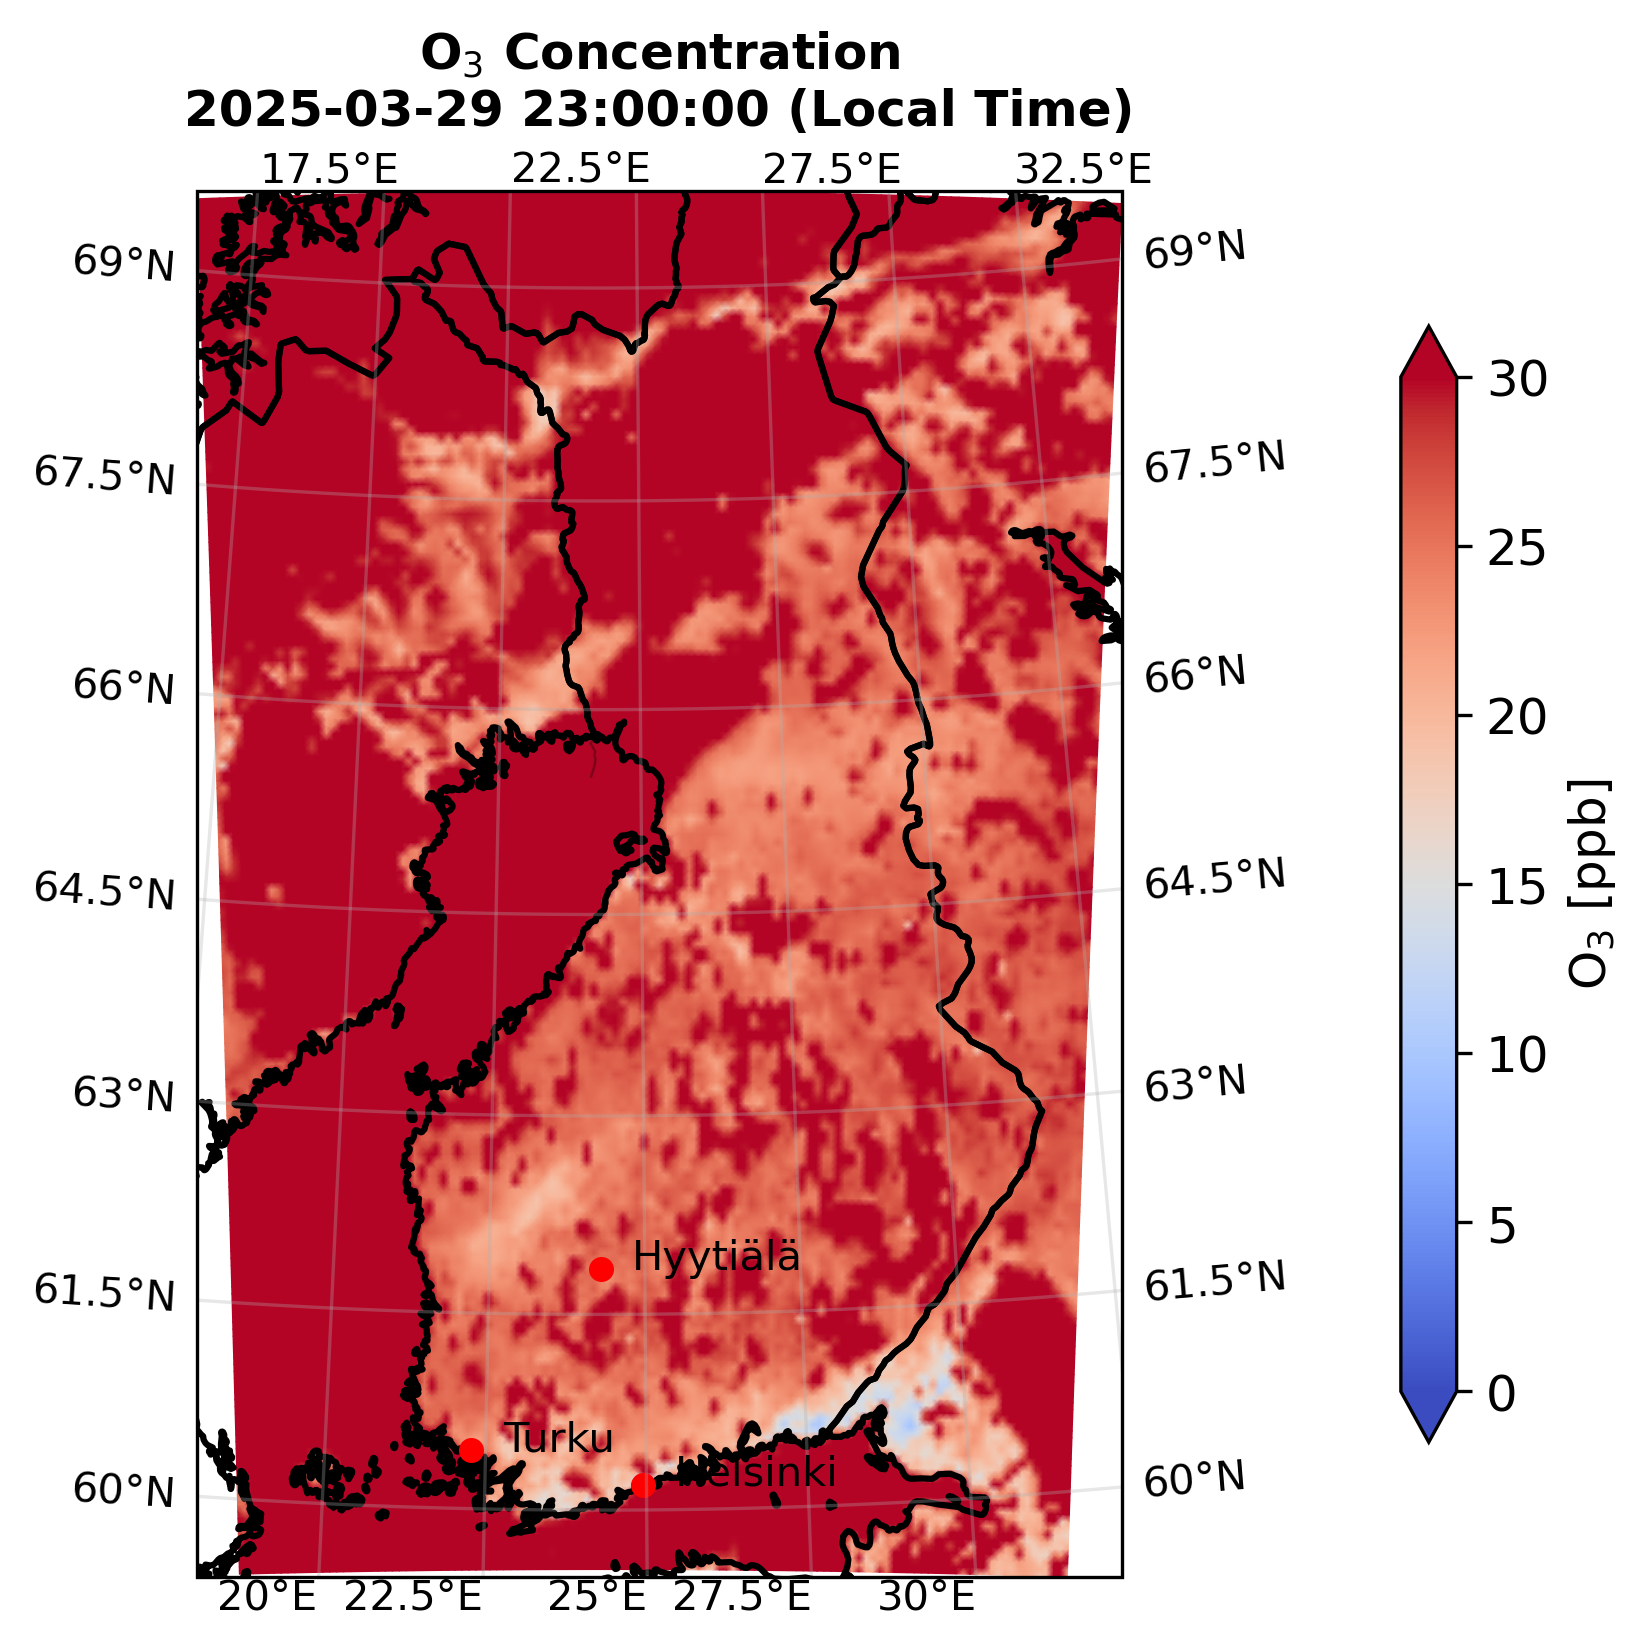 O₃ Concentration
2025-03-29 23:00:00 (Local Time)
17.5°E 22.5°E 27.5°E 32.5°E
69°N 69°N
67.5°N 67.5°N
66°N 66°N
64.5°N 64.5°N
63°N 63°N
61.5°N 61.5°N
60°N 60°N
Hyytiälä
Turku
Helsinki
20°E 22.5°E 25°E 27.5°E 30°E
30
25
20
15
10
5
0
O₃ [ppb]